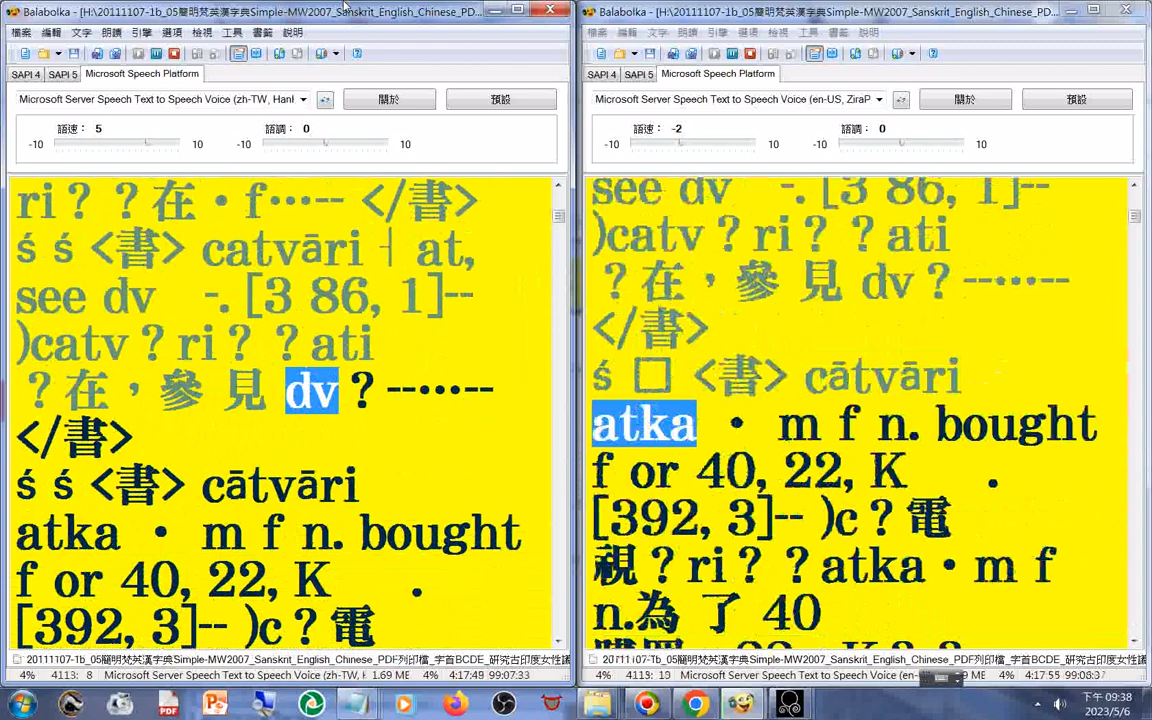 Balabolka - [H:\20111107-1b_05簡明梵英漢字典Simple-MW2007_Sanskrit_English_Chinese_PD...
檔案 編輯 文字 朗讀 引擎 選項 檢視 工具 書籤 說明
SAPI 4 SAPI 5 Microsoft Speech Platform
Microsoft Server Speech Text to Speech Voice (zh-TW, Hanl
關於 預設
語速： 5 語調： 0
-10 10 -10 10
ri？？在・f…-- </書>
ś ś <書> catvāri ┤at,
see dv -. [3 86, 1]--
)catv？ri？？ati
？在，參 見 dv？--…--
</書>
ś ś <書> cātvāri
atka ・ m f n. bought
f or 40, 22, K .
[392, 3]-- )c？電
20111107-1b_05簡明梵英漢字典Simple-MW2007_Sanskrit_English_Chinese_PDF列印檔_字首BCDE_研究古印度女性議
4% 4113: 8 Microsoft Server Speech Text to Speech Voice (zh-TW, H 1.69 MB 4% 4:17:49 99:07:33
Balabolka - [H:\20111107-1b_05簡明梵英漢字典Simple-MW2007_Sanskrit_English_Chinese_PD...
檔案 編輯 文字 朗讀 引擎 選項 檢視 工具 書籤 說明
SAPI 4 SAPI 5 Microsoft Speech Platform
Microsoft Server Speech Text to Speech Voice (en-US, ZiraP
關於 預設
語速： -2 語調： 0
-10 10 -10 10
see dv -. [3 86, 1]--
)catv？ri？？ati
？在，參 見 dv？--…--
</書>
ś □ <書> cātvāri
atka ・ m f n. bought
f or 40, 22, K .
[392, 3]-- )c？電
視？ri？？atka・m f
n.為 了 40
20111107-1b_05簡明梵英漢字典Simple-MW2007_Sanskrit_English_Chinese_PDF列印檔_字首BCDE_研究古印度女性議
4% 4113: 13 Microsoft Server Speech Text to Speech Voice (en-US, 4% 4:17:55
下午 09:38
2023/5/6